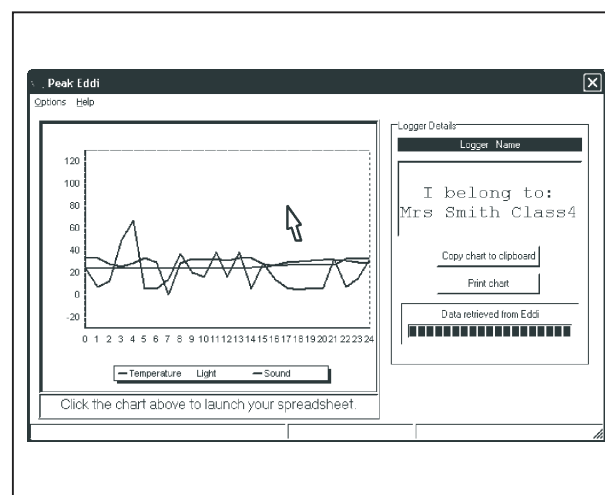 Peak Eddi
Options Help
120
100
80
60
40
20
0
-20
0 1 2 3 4 5 6 7 8 9 10 11 12 13 14 15 16 17 18 19 20 21 22 23 24
Temperature Light Sound
Click the chart above to launch your spreadsheet.
Logger Details
Logger Name
I belong to:
Mrs Smith Class4
Copy chart to clipboard
Print chart
Data retrieved from Eddi